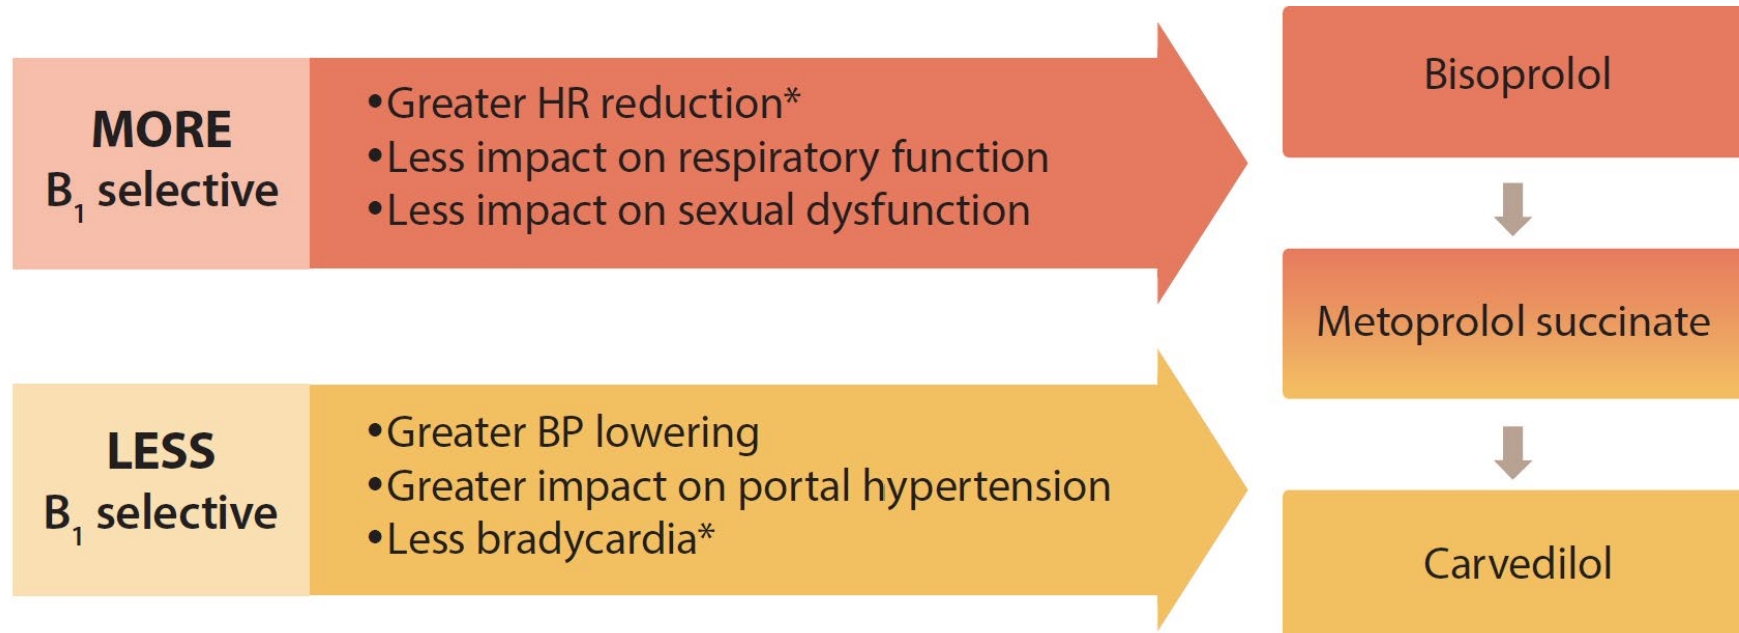 MORE
B₁ selective
•Greater HR reduction*
•Less impact on respiratory function
•Less impact on sexual dysfunction
Bisoprolol
Metoprolol succinate
LESS
B₁ selective
•Greater BP lowering
•Greater impact on portal hypertension
•Less bradycardia*
Carvedilol